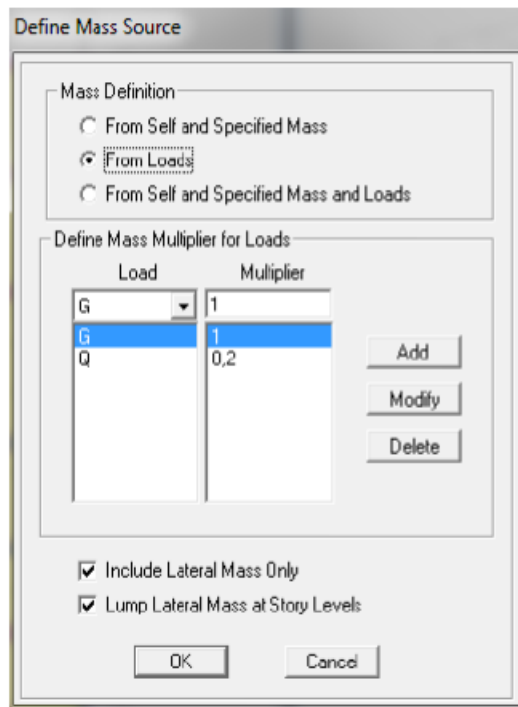 Define Mass Source
Mass Definition
From Self and Specified Mass
From Loads
From Self and Specified Mass and Loads
Define Mass Multiplier for Loads
Load Multiplier
G 1
G 1
Q 0,2
Add
Modify
Delete
Include Lateral Mass Only
Lump Lateral Mass at Story Levels
OK Cancel